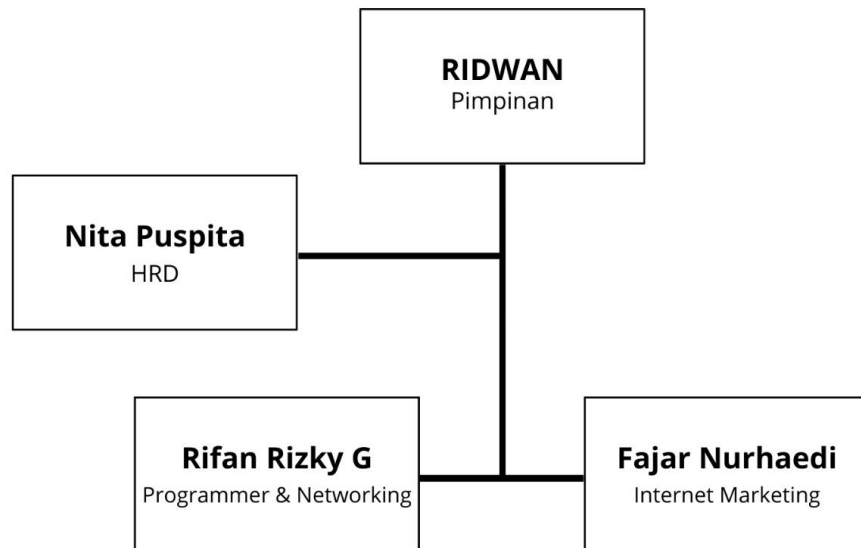 RIDWAN
Pimpinan
Nita Puspita
HRD
Rifan Rizky G
Programmer & Networking
Fajar Nurhaedi
Internet Marketing